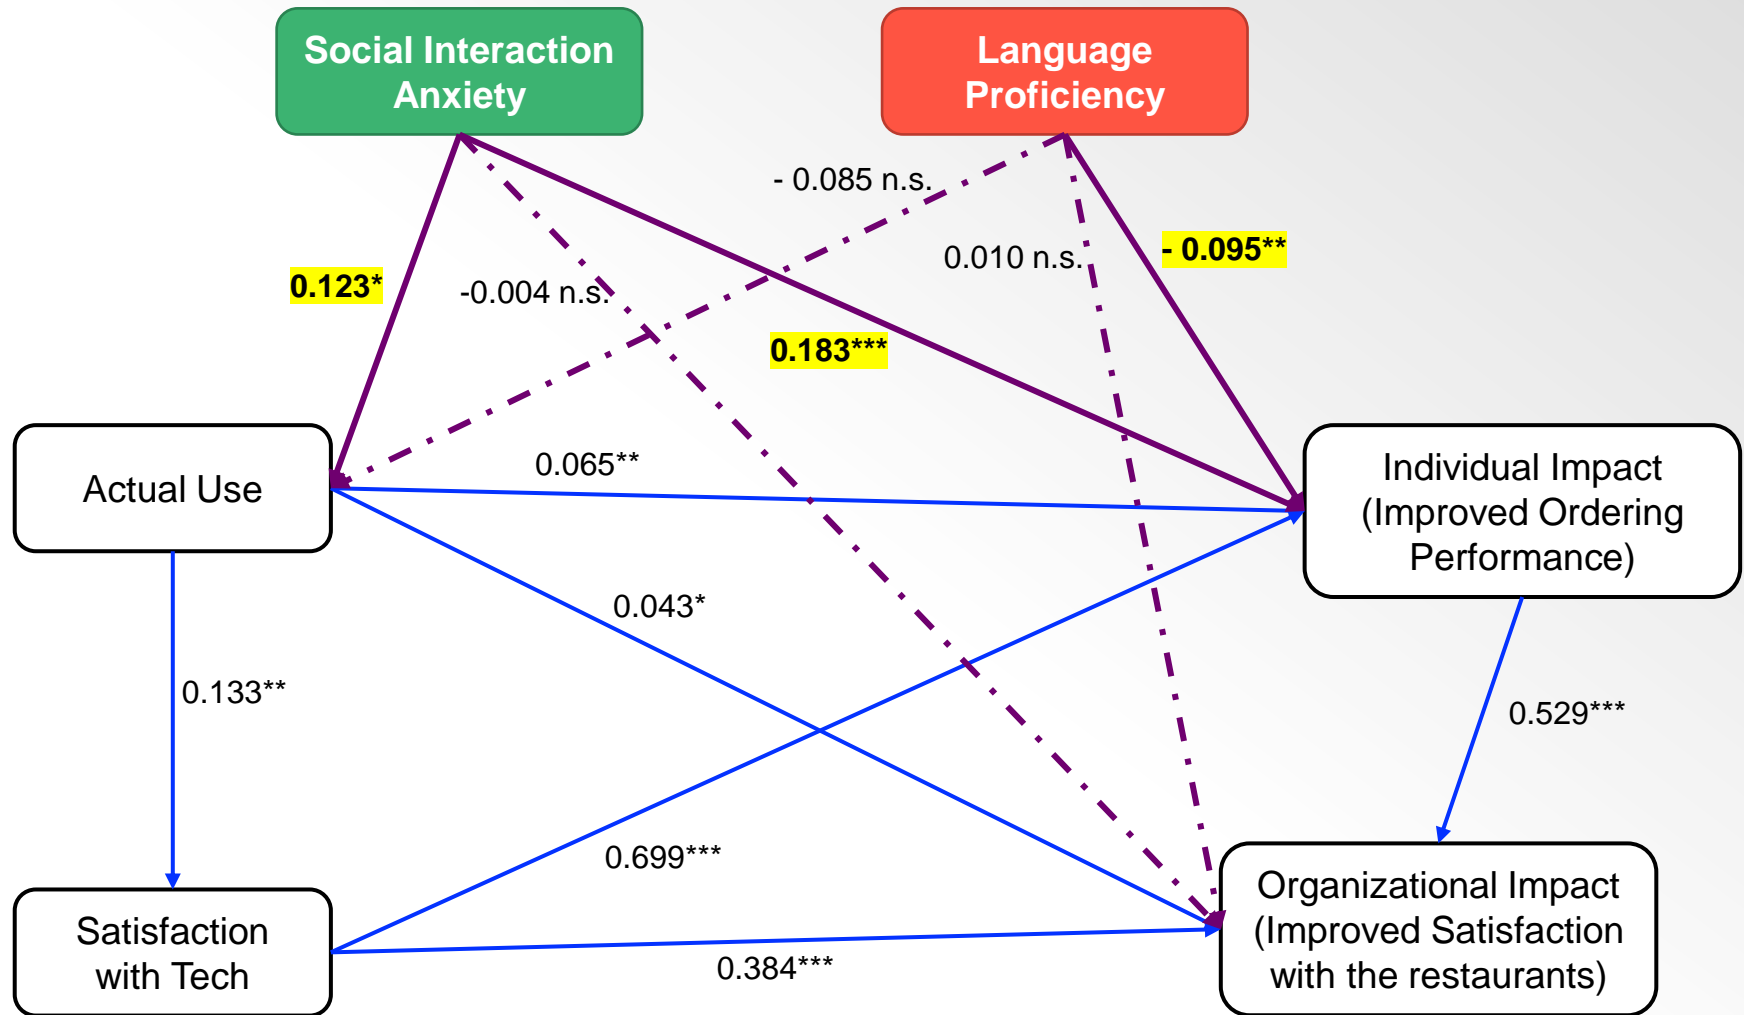 Social Interaction
Anxiety
Language
Proficiency
- 0.085 n.s.
0.010 n.s.
- 0.095**
0.123*
-0.004 n.s.
0.183***
Actual Use
0.065**
Individual Impact
(Improved Ordering
Performance)
0.043*
0.133**
0.529***
0.699***
Satisfaction
with Tech
0.384***
Organizational Impact
(Improved Satisfaction
with the restaurants)